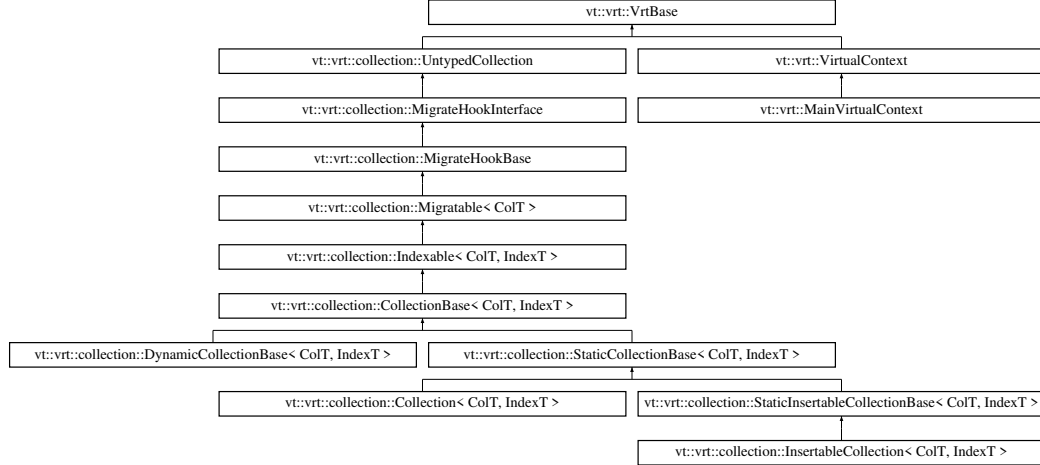 vt::vrt::VrtBase
vt::vrt::collection::UntypedCollection
vt::vrt::VirtualContext
vt::vrt::collection::MigrateHookInterface
vt::vrt::MainVirtualContext
vt::vrt::collection::MigrateHookBase
vt::vrt::collection::Migratable< ColT >
vt::vrt::collection::Indexable< ColT, IndexT >
vt::vrt::collection::CollectionBase< ColT, IndexT >
vt::vrt::collection::DynamicCollectionBase< ColT, IndexT >
vt::vrt::collection::StaticCollectionBase< ColT, IndexT >
vt::vrt::collection::Collection< ColT, IndexT >
vt::vrt::collection::StaticInsertableCollectionBase< ColT, IndexT >
vt::vrt::collection::InsertableCollection< ColT, IndexT >